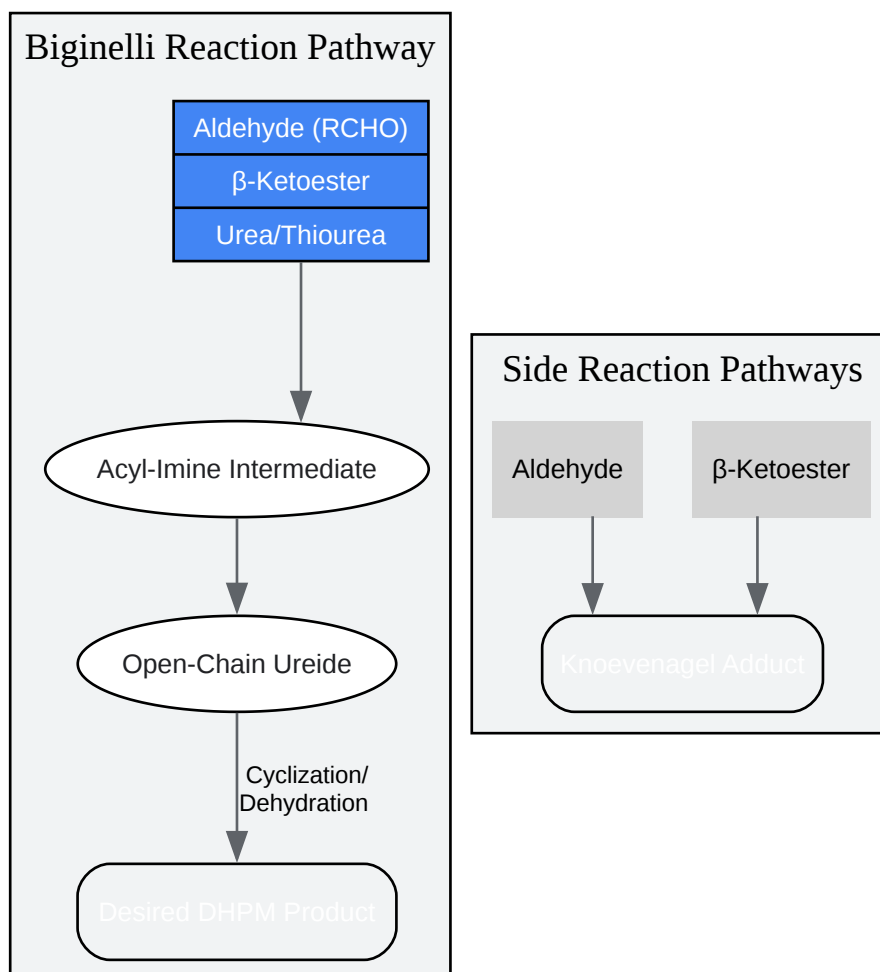 Biginelli Reaction Pathway
Aldehyde (RCHO)
β-Ketoester
Urea/Thiourea
Acyl-Imine Intermediate
Open-Chain Ureide
Cyclization/
Dehydration
Desired DHPM Product
Side Reaction Pathways
Aldehyde
β-Ketoester
Knoevenagel Adduct